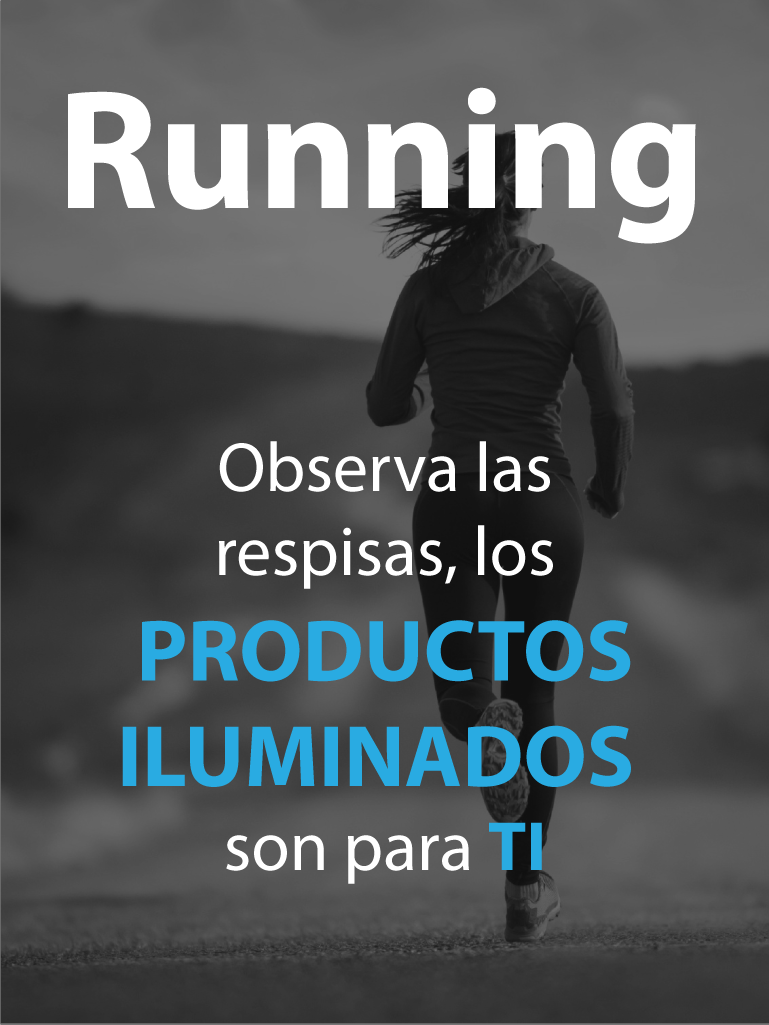 Running
Observa las
respisas, los
PRODUCTOS
ILUMINADOS
son para TI